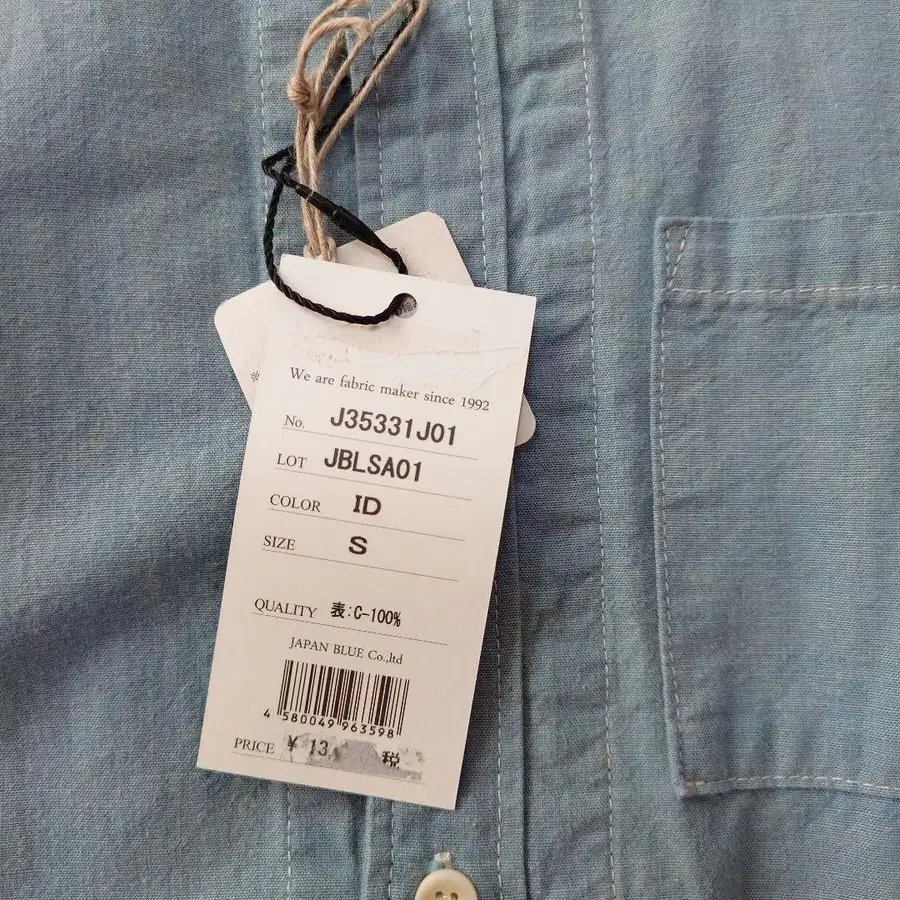 We are fabric maker since 1992
No. J35331J01
LOT JBLSA01
COLOR ID
SIZE S
QUALITY 表:C-100%
JAPAN BLUE Co.,ltd
4 580049 963598
PRICE ¥ 13, 税